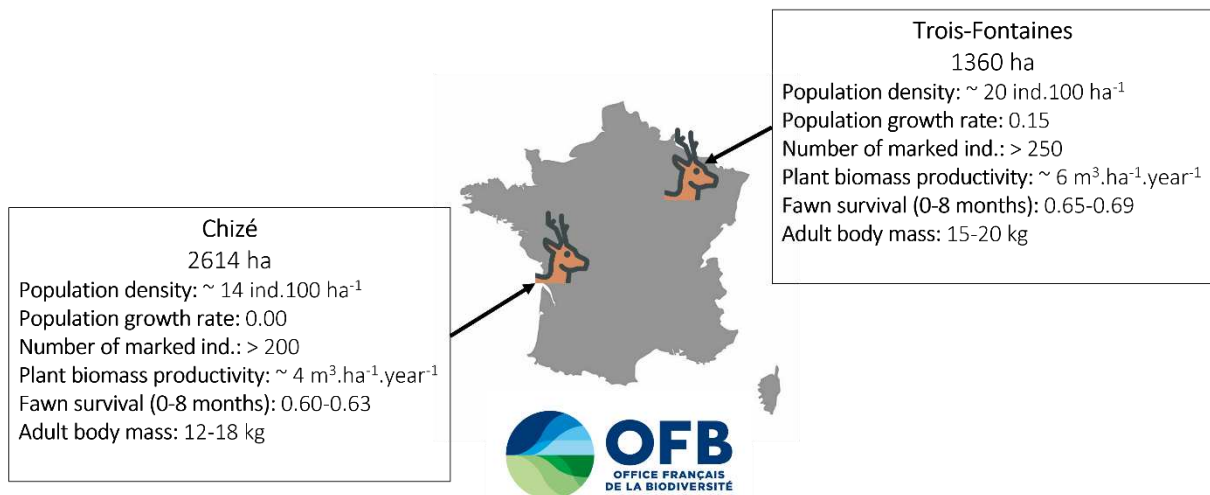 Trois-Fontaines
1360 ha
Population density: ~ 20 ind.100 ha⁻¹
Population growth rate: 0.15
Number of marked ind.: > 250
Plant biomass productivity: ~ 6 m³.ha⁻¹.year⁻¹
Fawn survival (0-8 months): 0.65-0.69
Adult body mass: 15-20 kg
Chizé
2614 ha
Population density: ~ 14 ind.100 ha⁻¹
Population growth rate: 0.00
Number of marked ind.: > 200
Plant biomass productivity: ~ 4 m³.ha⁻¹.year⁻¹
Fawn survival (0-8 months): 0.60-0.63
Adult body mass: 12-18 kg
OFB
OFFICE FRANÇAIS
DE LA BIODIVERSITÉ